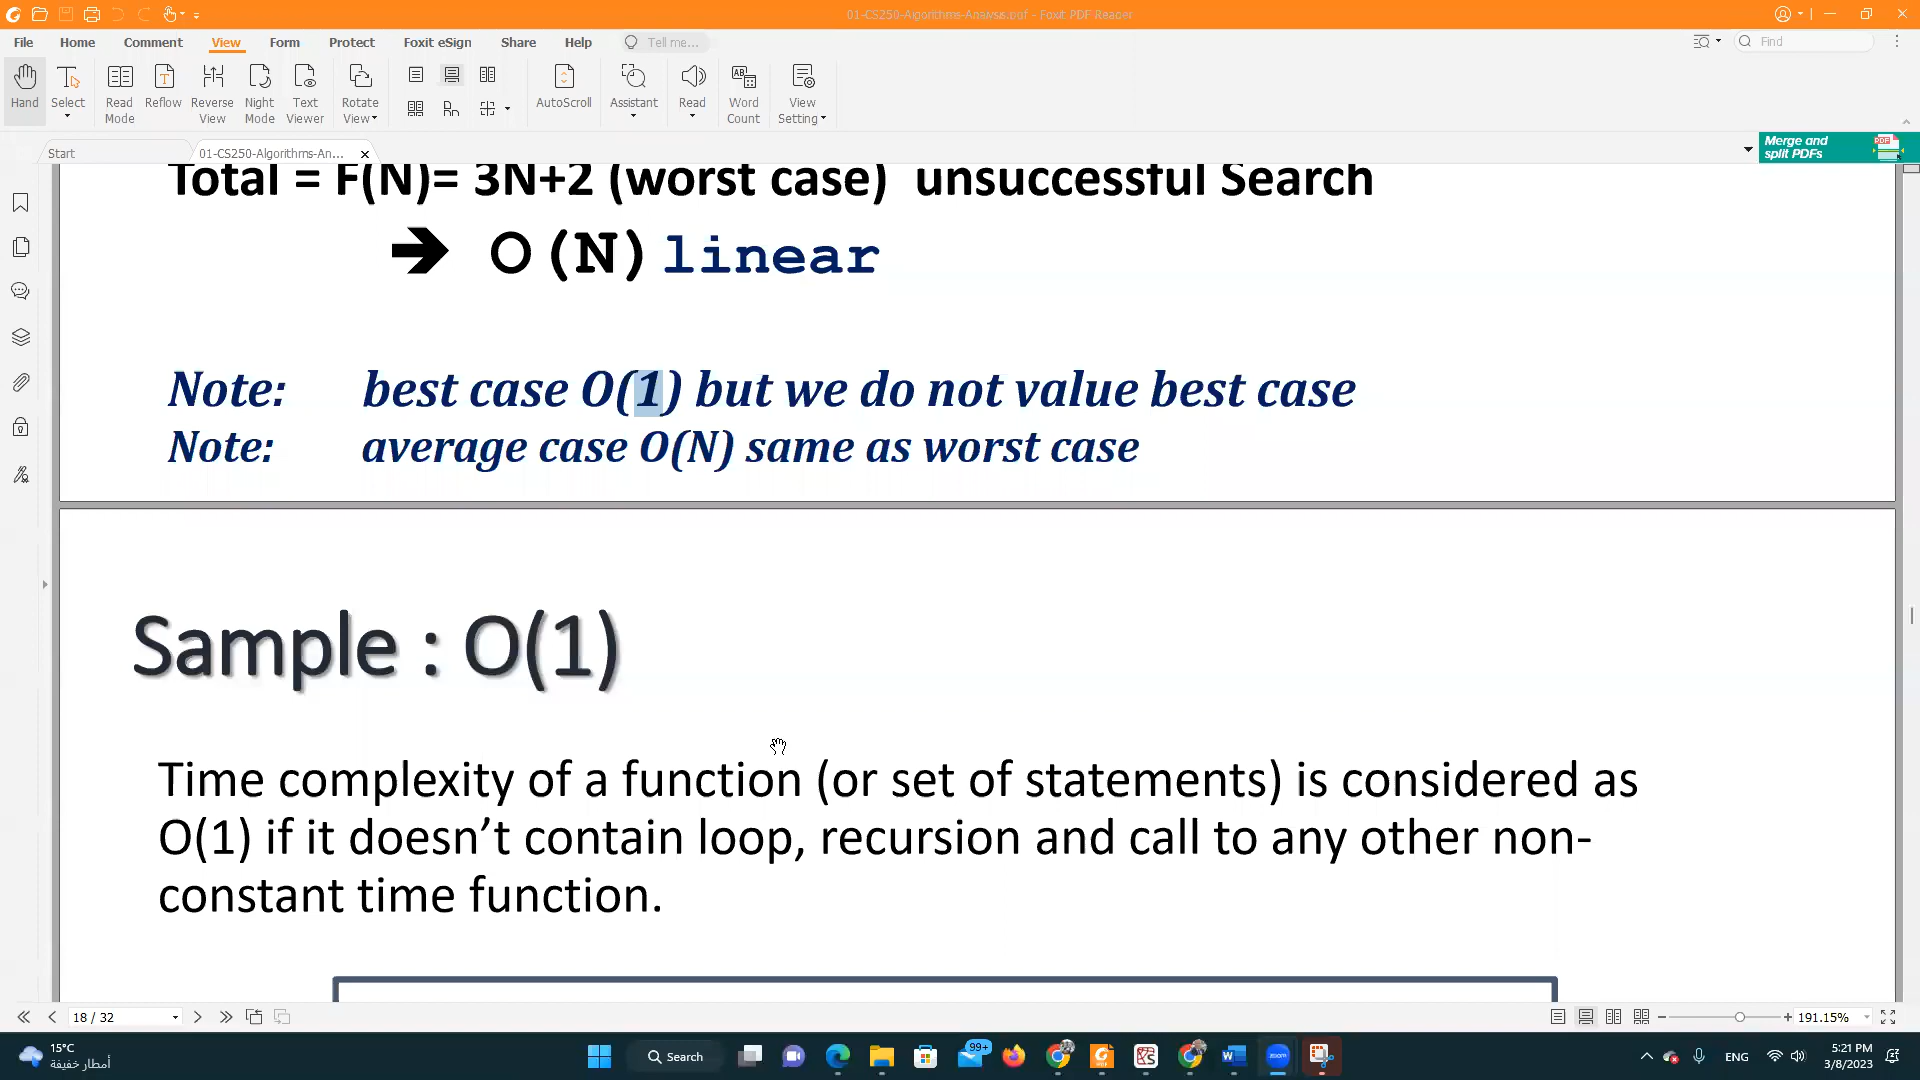 01-CS250-Algorithms-Analysis.pdf - Foxit PDF Reader
File Home Comment View Form Protect Foxit eSign Share Help Tell me... Find
Hand Select Read Mode Reflow Reverse View Night Mode Text Viewer Rotate View AutoScroll Assistant Read Word Count View Setting
Start 01-CS250-Algorithms-An... Merge and split PDFs
Total = F(N)= 3N+2 (worst case) unsuccessful Search
➔ O(N) linear
Note: best case O(1) but we do not value best case
Note: average case O(N) same as worst case
Sample : O(1)
Time complexity of a function (or set of statements) is considered as
O(1) if it doesn’t contain loop, recursion and call to any other non-
constant time function.
18 / 32 191.15%
15°C
أمطار خفيفة
Search 99+ zoom ENG
5:21 PM
3/8/2023